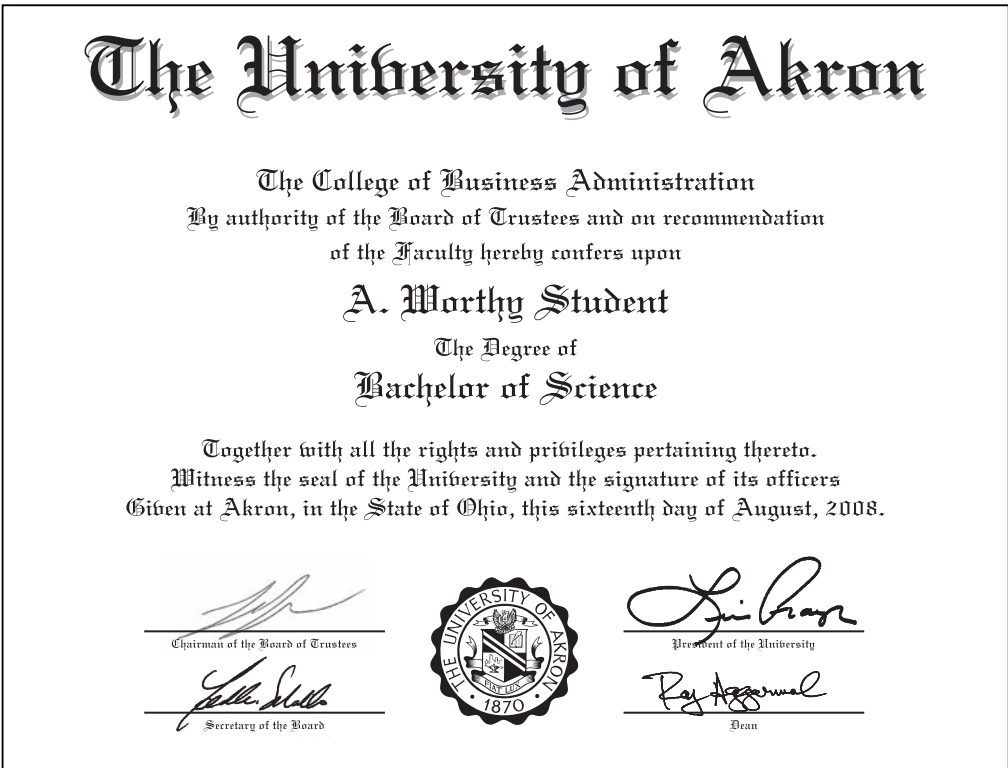 The University of Akron
The College of Business Administration
By authority of the Board of Trustees and on recommendation
of the Faculty hereby confers upon
A. Worthy Student
The Degree of
Bachelor of Science
Together with all the rights and privileges pertaining thereto.
Witness the seal of the University and the signature of its officers
Given at Akron, in the State of Ohio, this sixteenth day of August, 2008.
Chairman of the Board of Trustees
President of the University
THE UNIVERSITY OF AKRON
FIAT LUX
1870
Ray Aggarwal
Secretary of the Board
Dean